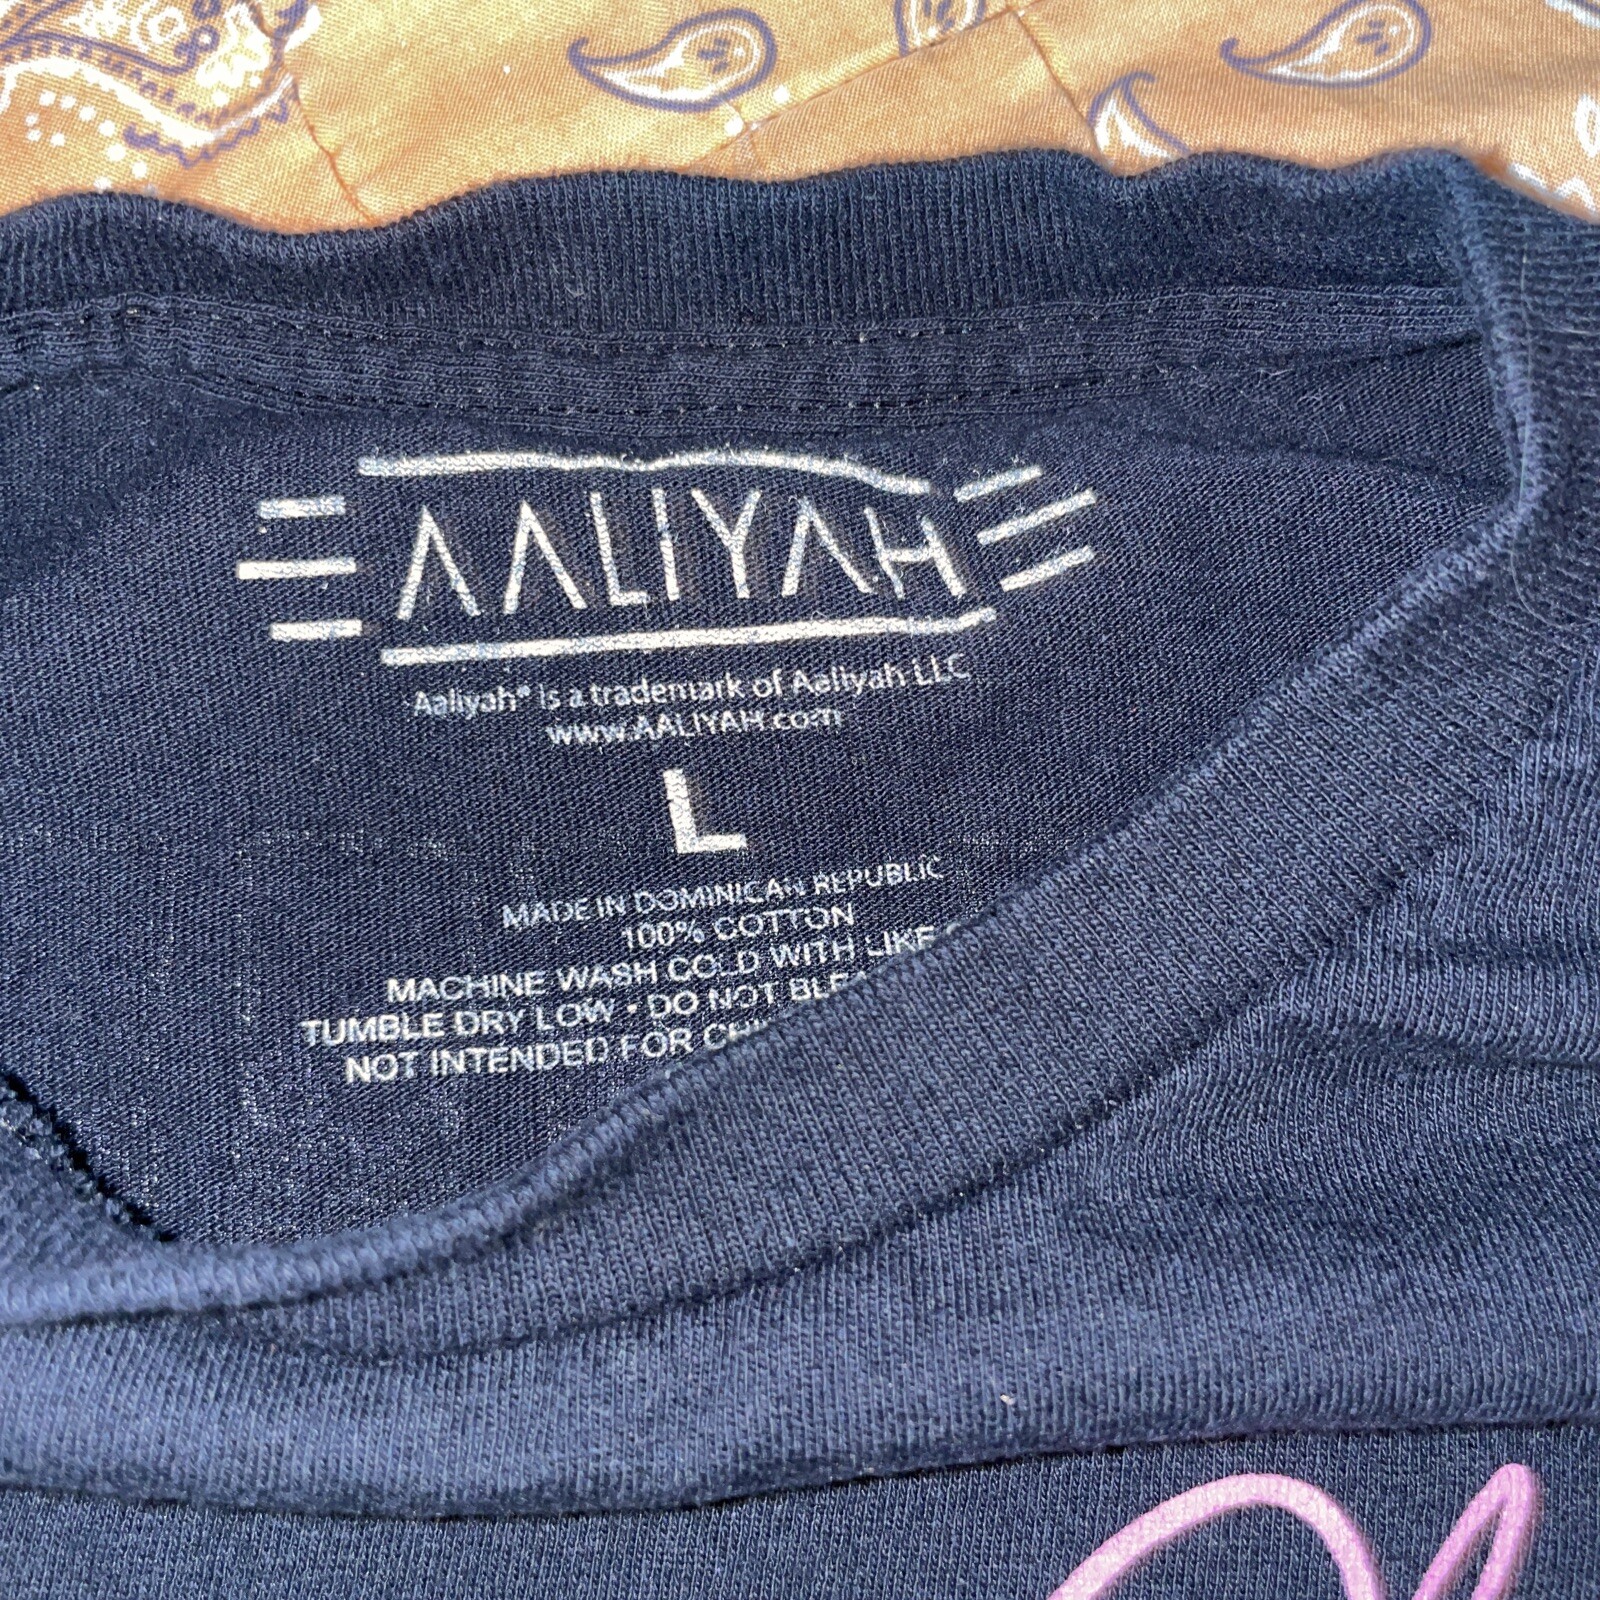 AALIYAH
Aaliyah® is a trademark of Aaliyah LLC
www.AALIYAH.com
L
MADE IN DOMINICAN REPUBLIC
100% COTTON
MACHINE WASH COLD WITH LIKE
TUMBLE DRY LOW • DO NOT
NOT INTENDED FOR